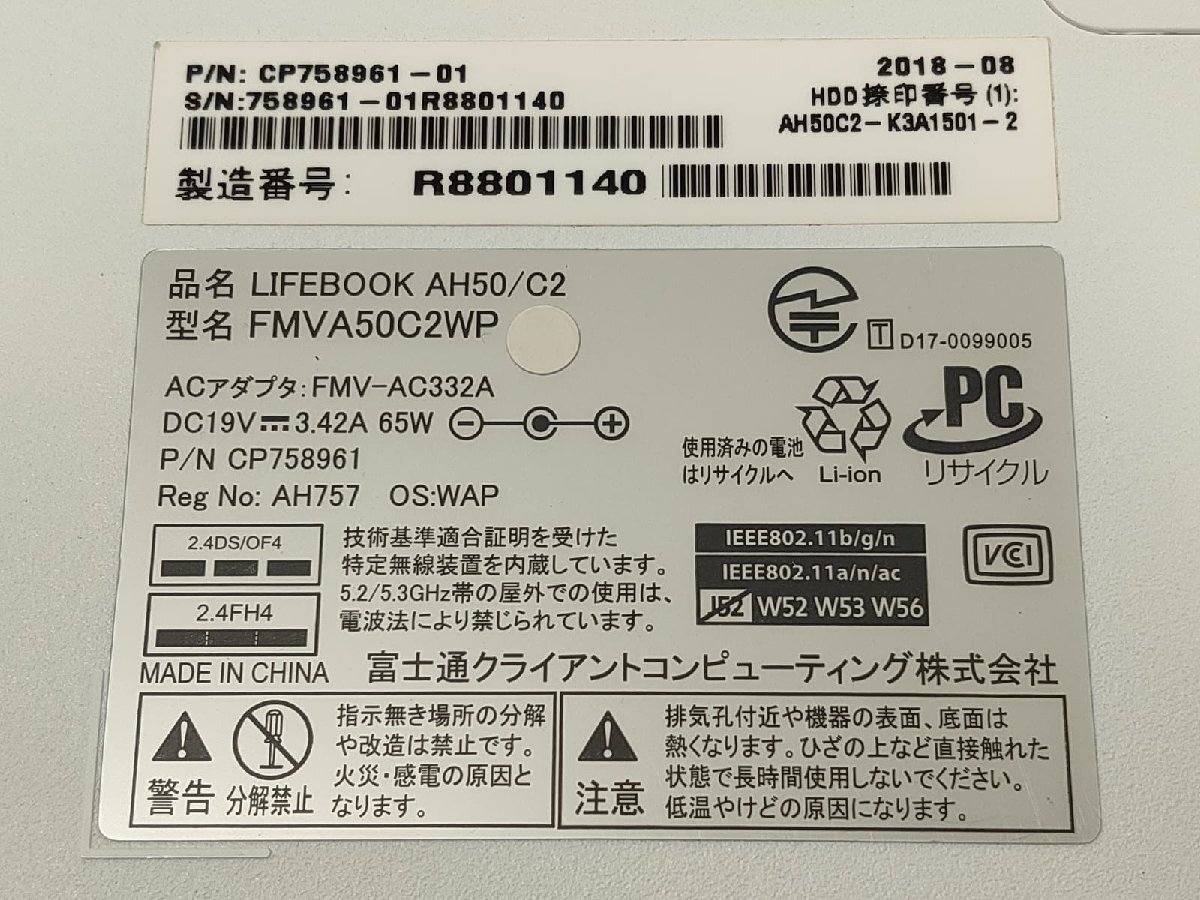 P/N: CP758961-01
S/N:758961-01R8801140
2018-08
HDD捺印番号(1):
AH50C2-K3A1501-2
製造番号: R8801140
品名 LIFEBOOK AH50/C2
型名 FMVA50C2WP
ACアダプタ:FMV-AC332A
DC19V 3.42A 65W
P/N CP758961
Reg No: AH757 OS:WAP
T D17-0099005
使用済みの電池
はリサイクルへ
Li-ion
PC
リサイクル
2.4DS/OF4
2.4FH4
技術基準適合証明を受けた
特定無線装置を内蔵しています。
5.2/5.3GHz帯の屋外での使用は、
電波法により禁じられています。
IEEE802.11b/g/n
IEEE802.11a/n/ac
J52 W52 W53 W56
VCCI
MADE IN CHINA
富士通クライアントコンピューティング株式会社
警告
分解禁止
指示無き場所の分解
や改造は禁止です。
火災・感電の原因と
なります。
注意
排気孔付近や機器の表面、底面は
熱くなります。ひざの上など直接触れた
状態で長時間使用しないでください。
低温やけどの原因になります。